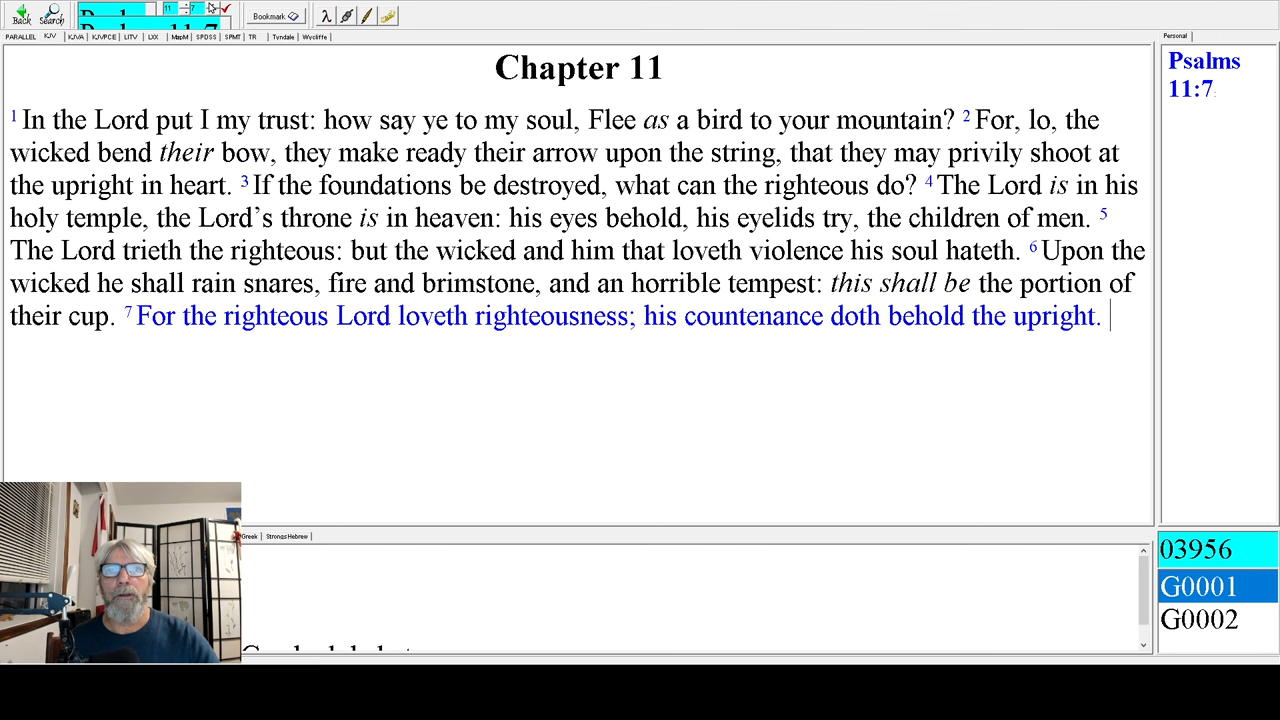 Back
Search
11
7
Bookmark
PARALLEL KJV KJVA KJVPCE LITV LXX MapM SPDSS SPMT TR Tyndale Wycliffe
Personal
Chapter 11
1 In the Lord put I my trust: how say ye to my soul, Flee as a bird to your mountain? 2 For, lo, the
wicked bend their bow, they make ready their arrow upon the string, that they may privily shoot at
the upright in heart. 3 If the foundations be destroyed, what can the righteous do? 4 The Lord is in his
holy temple, the Lord’s throne is in heaven: his eyes behold, his eyelids try, the children of men. 5
The Lord trieth the righteous: but the wicked and him that loveth violence his soul hateth. 6 Upon the
wicked he shall rain snares, fire and brimstone, and an horrible tempest: this shall be the portion of
their cup. 7 For the righteous Lord loveth righteousness; his countenance doth behold the upright.
Psalms
11:7
Greek Strongs Hebrew
03956
G0001
G0002